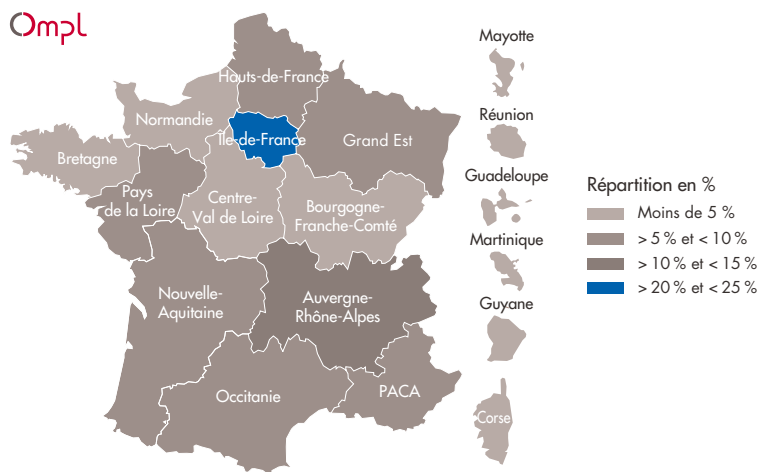 Ompl
Mayotte
Hauts-de-France
Normandie
Réunion
Île-de-France
Grand Est
Bretagne
Guadeloupe
Pays
de la Loire
Centre-
Val de Loire
Bourgogne-
Franche-Comté
Martinique
Nouvelle-
Aquitaine
Auvergne-
Rhône-Alpes
Guyane
Occitanie
PACA
Corse
Répartition en %
Moins de 5 %
> 5 % et < 10 %
> 10 % et < 15 %
> 20 % et < 25 %